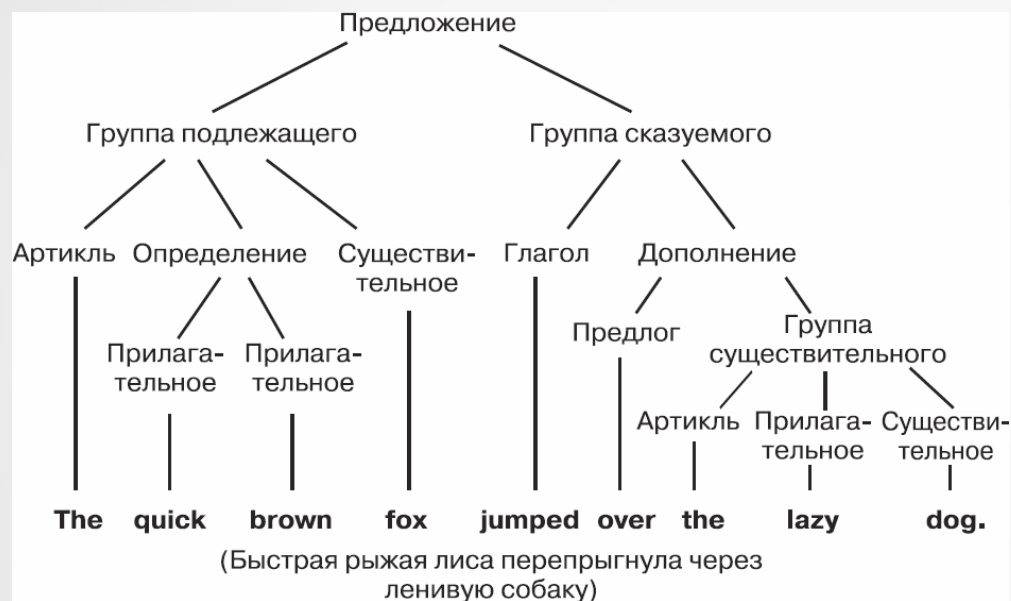 Предложение
Группа подлежащего Группа сказуемого
Артикль Определение Существи-
тельное Глагол Дополнение
Прилага-
тельное Прилага-
тельное Предлог Группа
существительного
Артикль Прилага-
тельное Существи-
тельное
The quick brown fox jumped over the lazy dog.
(Быстрая рыжая лиса перепрыгнула через
ленивую собаку)